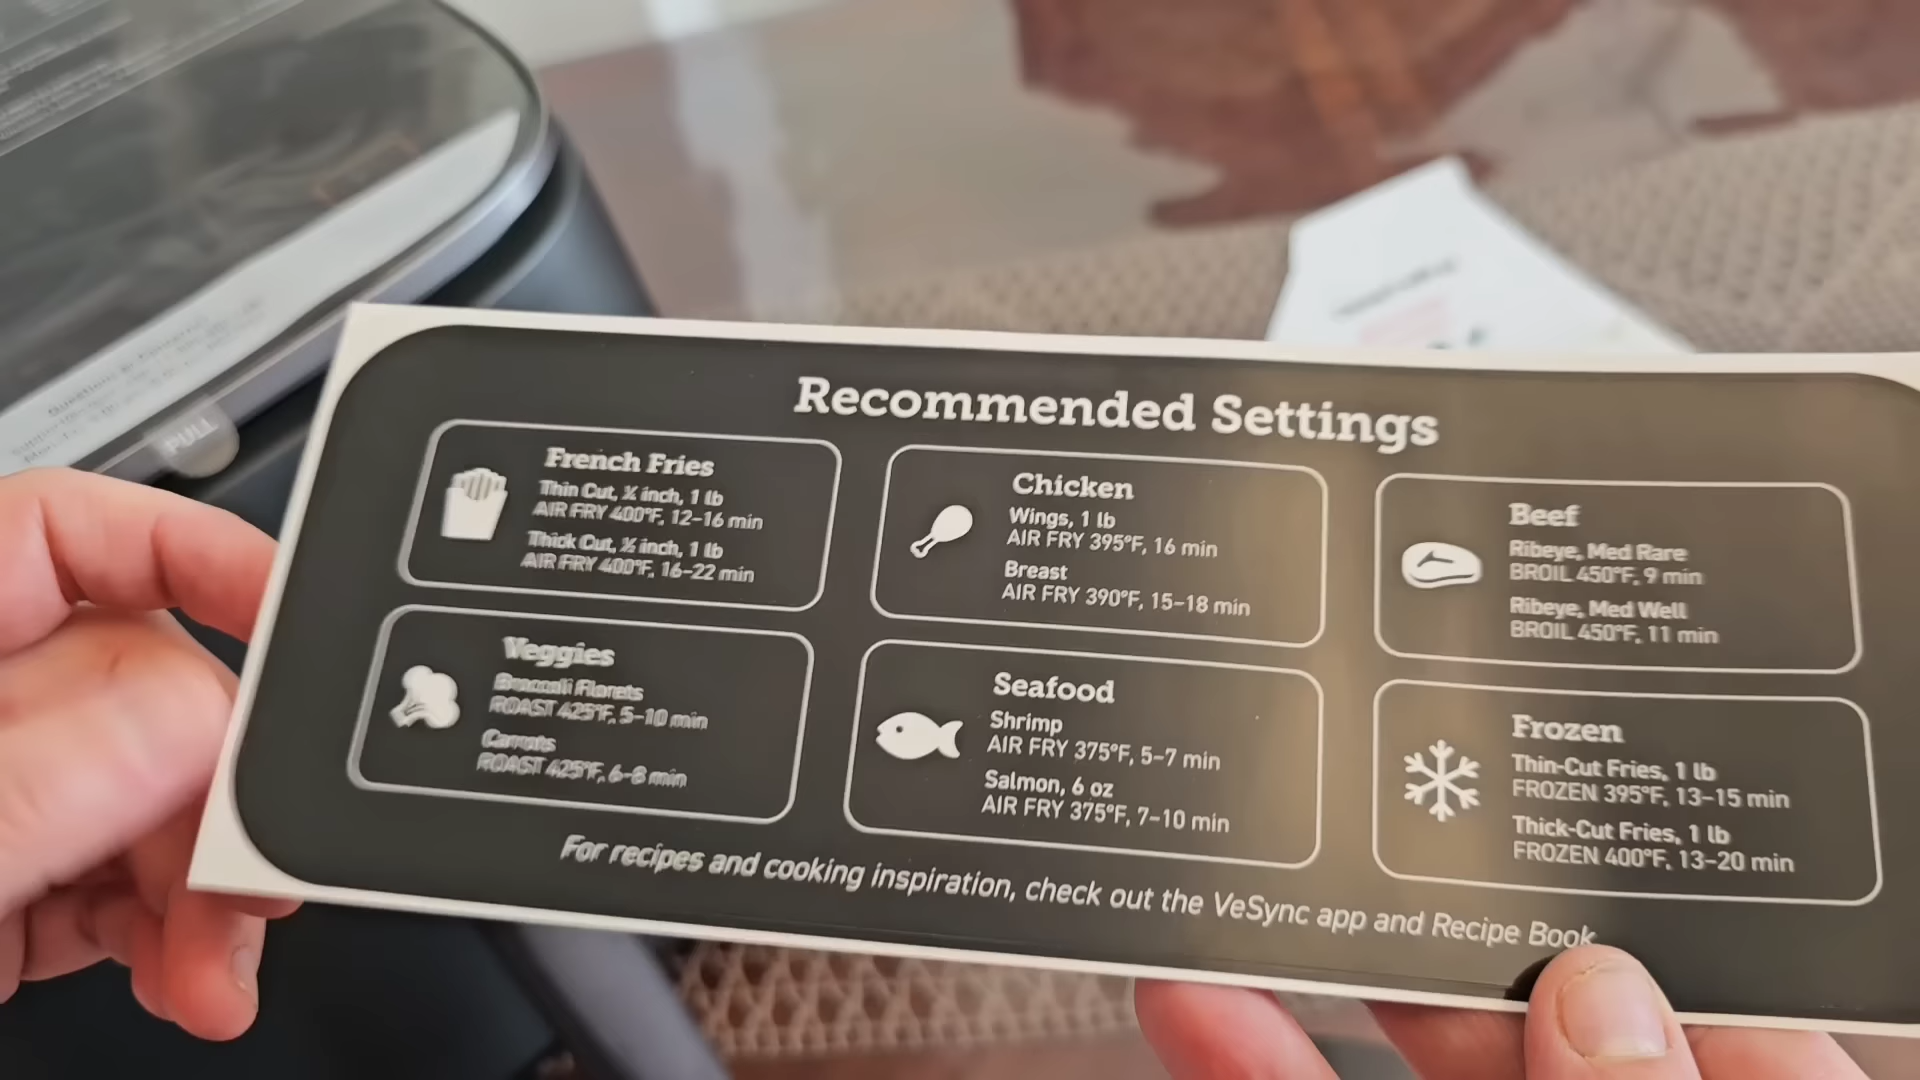 Recommended Settings
French Fries
Thin Cut, ¼ inch, 1 lb
AIR FRY 400°F, 12–16 min
Thick Cut, ½ inch, 1 lb
AIR FRY 400°F, 16–22 min
Chicken
Wings, 1 lb
AIR FRY 395°F, 16 min
Breast
AIR FRY 390°F, 15–18 min
Beef
Ribeye, Med Rare
BROIL 450°F, 9 min
Ribeye, Med Well
BROIL 450°F, 11 min
Veggies
Broccoli Florets
ROAST 425°F, 5–10 min
Carrots
ROAST 425°F, 6–8 min
Seafood
Shrimp
AIR FRY 375°F, 5–7 min
Salmon, 6 oz
AIR FRY 375°F, 7–10 min
Frozen
Thin-Cut Fries, 1 lb
FROZEN 395°F, 13–15 min
Thick-Cut Fries, 1 lb
FROZEN 400°F, 13–20 min
For recipes and cooking inspiration, check out the VeSync app and Recipe Book
PULL